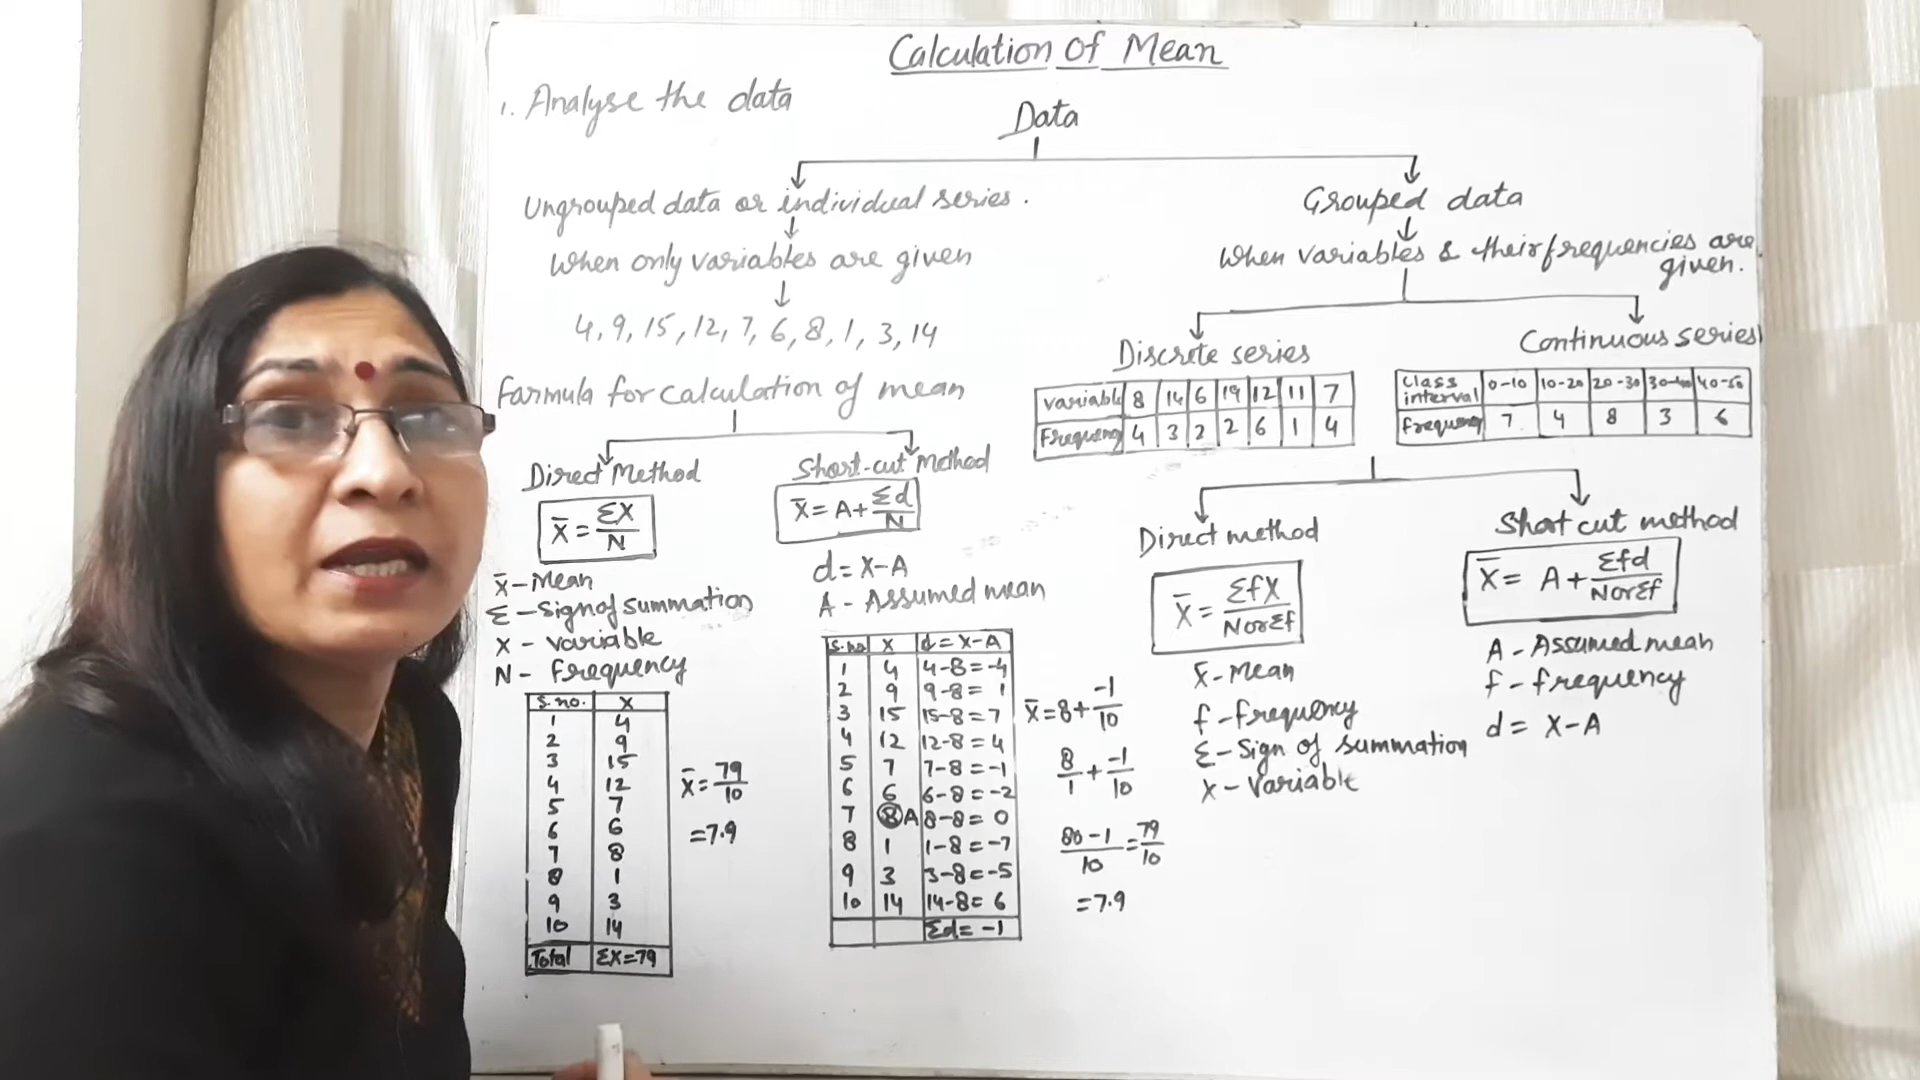 Calculation Of Mean
1. Analyse the data
Data
Ungrouped data or individual series.
When only variables are given
4, 9, 15, 12, 7, 6, 8, 1, 3, 14
Formula for calculation of mean
Direct Method
X̄ = ΣX/N
X̄ - Mean
Σ - Sign of summation
X - Variable
N - Frequency
S.no. X
1 4
2 9
3 15
4 12
5 7
6 6
7 8
8 1
9 3
10 14
Total ΣX=79
X̄ = 79/10
= 7.9
Short-cut Method
X̄ = A + Σd/N
d = X-A
A - Assumed mean
S.no X d = X-A
1 4 4-8 = -4
2 9 9-8 = 1
3 15 15-8 = 7
4 12 12-8 = 4
5 7 7-8 = -1
6 6 6-8 = -2
7 8 A 8-8 = 0
8 1 1-8 = -7
9 3 3-8 = -5
10 14 14-8 = 6
Σd = -1
X̄ = 8 + -1/10
8/1 + -1/10
80-1/10 = 79/10
= 7.9
Grouped data
When variables & their frequencies are
given.
Discrete series
Variable 8 14 6 19 12 11 7
Frequency 4 3 2 2 6 1 4
Continuous series
Class interval 0-10 10-20 20-30 30-40 40-50
Frequency 7 4 8 3 6
Direct method
X̄ = ΣfX/N or Σf
X̄ - Mean
f - frequency
Σ - Sign of summation
X - Variable
Short cut method
X̄ = A + Σfd/N or Σf
A - Assumed mean
f - frequency
d = X-A